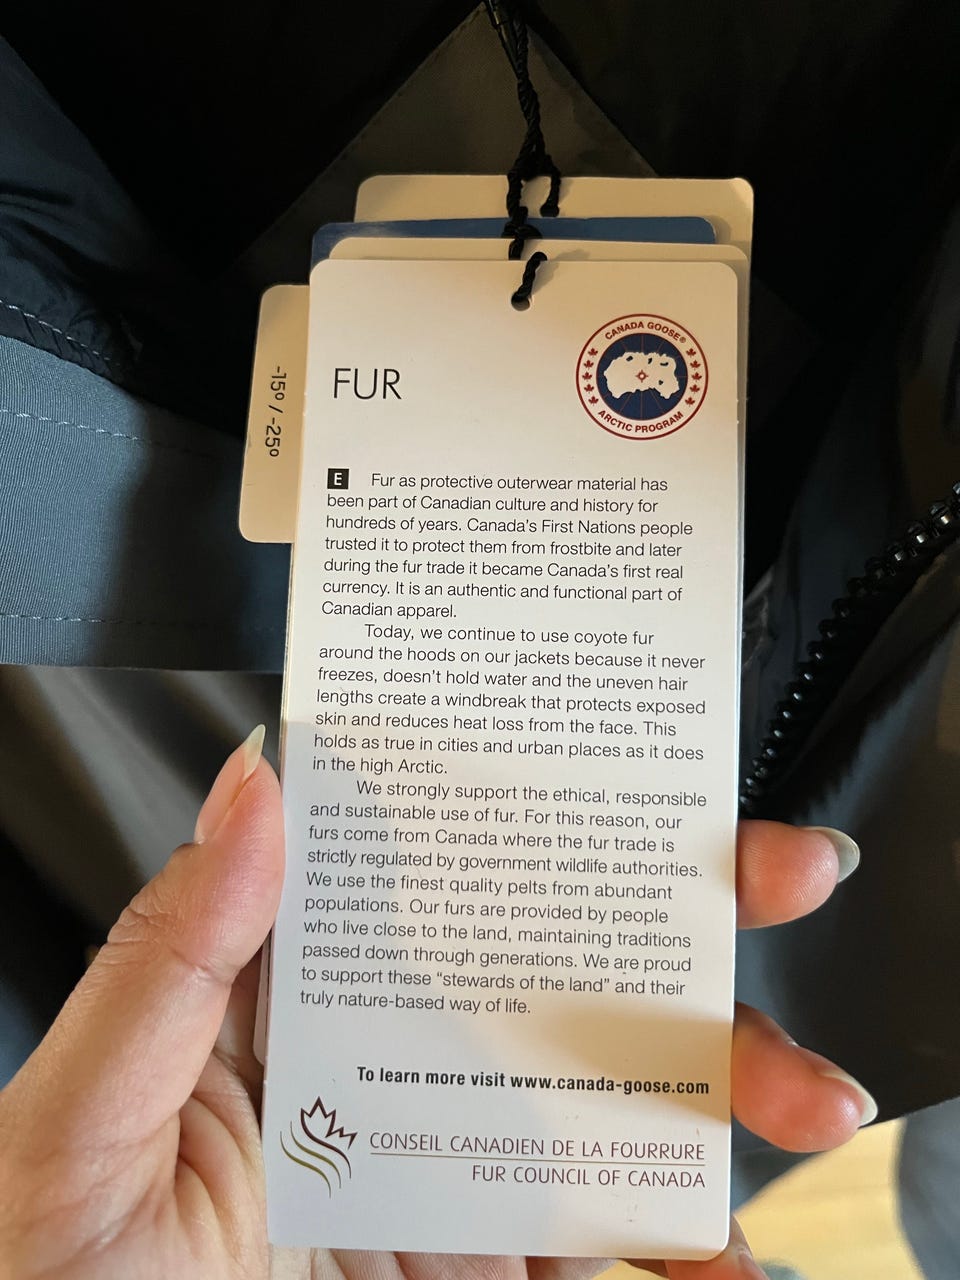 -15º / -25º
FUR
CANADA GOOSE®
ARCTIC PROGRAM
E Fur as protective outerwear material has
been part of Canadian culture and history for
hundreds of years. Canada's First Nations people
trusted it to protect them from frostbite and later
during the fur trade it became Canada's first real
currency. It is an authentic and functional part of
Canadian apparel.
Today, we continue to use coyote fur
around the hoods on our jackets because it never
freezes, doesn't hold water and the uneven hair
lengths create a windbreak that protects exposed
skin and reduces heat loss from the face. This
holds as true in cities and urban places as it does
in the high Arctic.
We strongly support the ethical, responsible
and sustainable use of fur. For this reason, our
furs come from Canada where the fur trade is
strictly regulated by government wildlife authorities.
We use the finest quality pelts from abundant
populations. Our furs are provided by people
who live close to the land, maintaining traditions
passed down through generations. We are proud
to support these “stewards of the land” and their
truly nature-based way of life.
To learn more visit www.canada-goose.com
CONSEIL CANADIEN DE LA FOURRURE
FUR COUNCIL OF CANADA